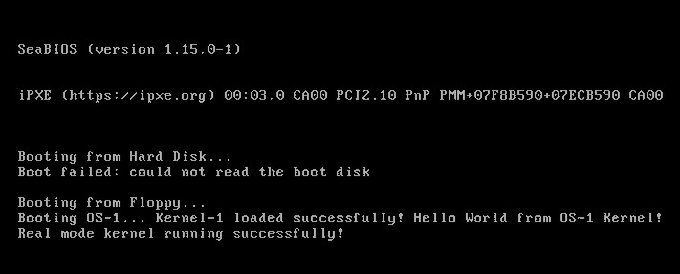 SeaBIOS (version 1.15.0-1)
iPXE (https://ipxe.org) 00:03.0 CA00 PCI2.10 PnP PMM+07F8B590+07ECB590 CA00
Booting from Hard Disk...
Boot failed: could not read the boot disk
Booting from Floppy...
Booting OS-1... Kernel-1 loaded successfully! Hello World from OS-1 Kernel!
Real mode kernel running successfully!